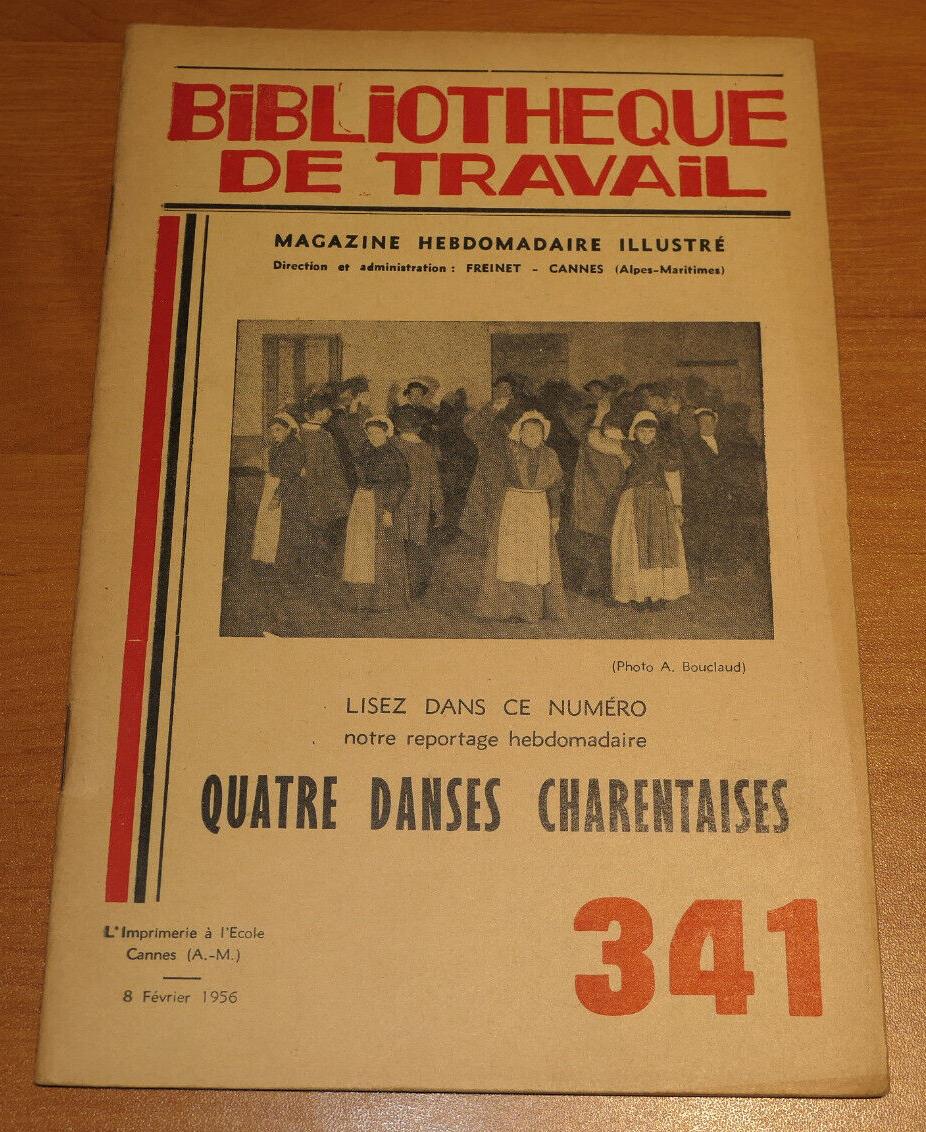 BiBLiOTHEQUE
DE TRAVAiL
MAGAZINE HEBDOMADAIRE ILLUSTRÉ
Direction et administration : FREINET - CANNES (Alpes-Maritimes)
(Photo A. Bouclaud)
LISEZ DANS CE NUMÉRO
notre reportage hebdomadaire
QUATRE DANSES CHARENTAISES
L'Imprimerie à l'Ecole
Cannes (A.-M.)
8 Février 1956
341